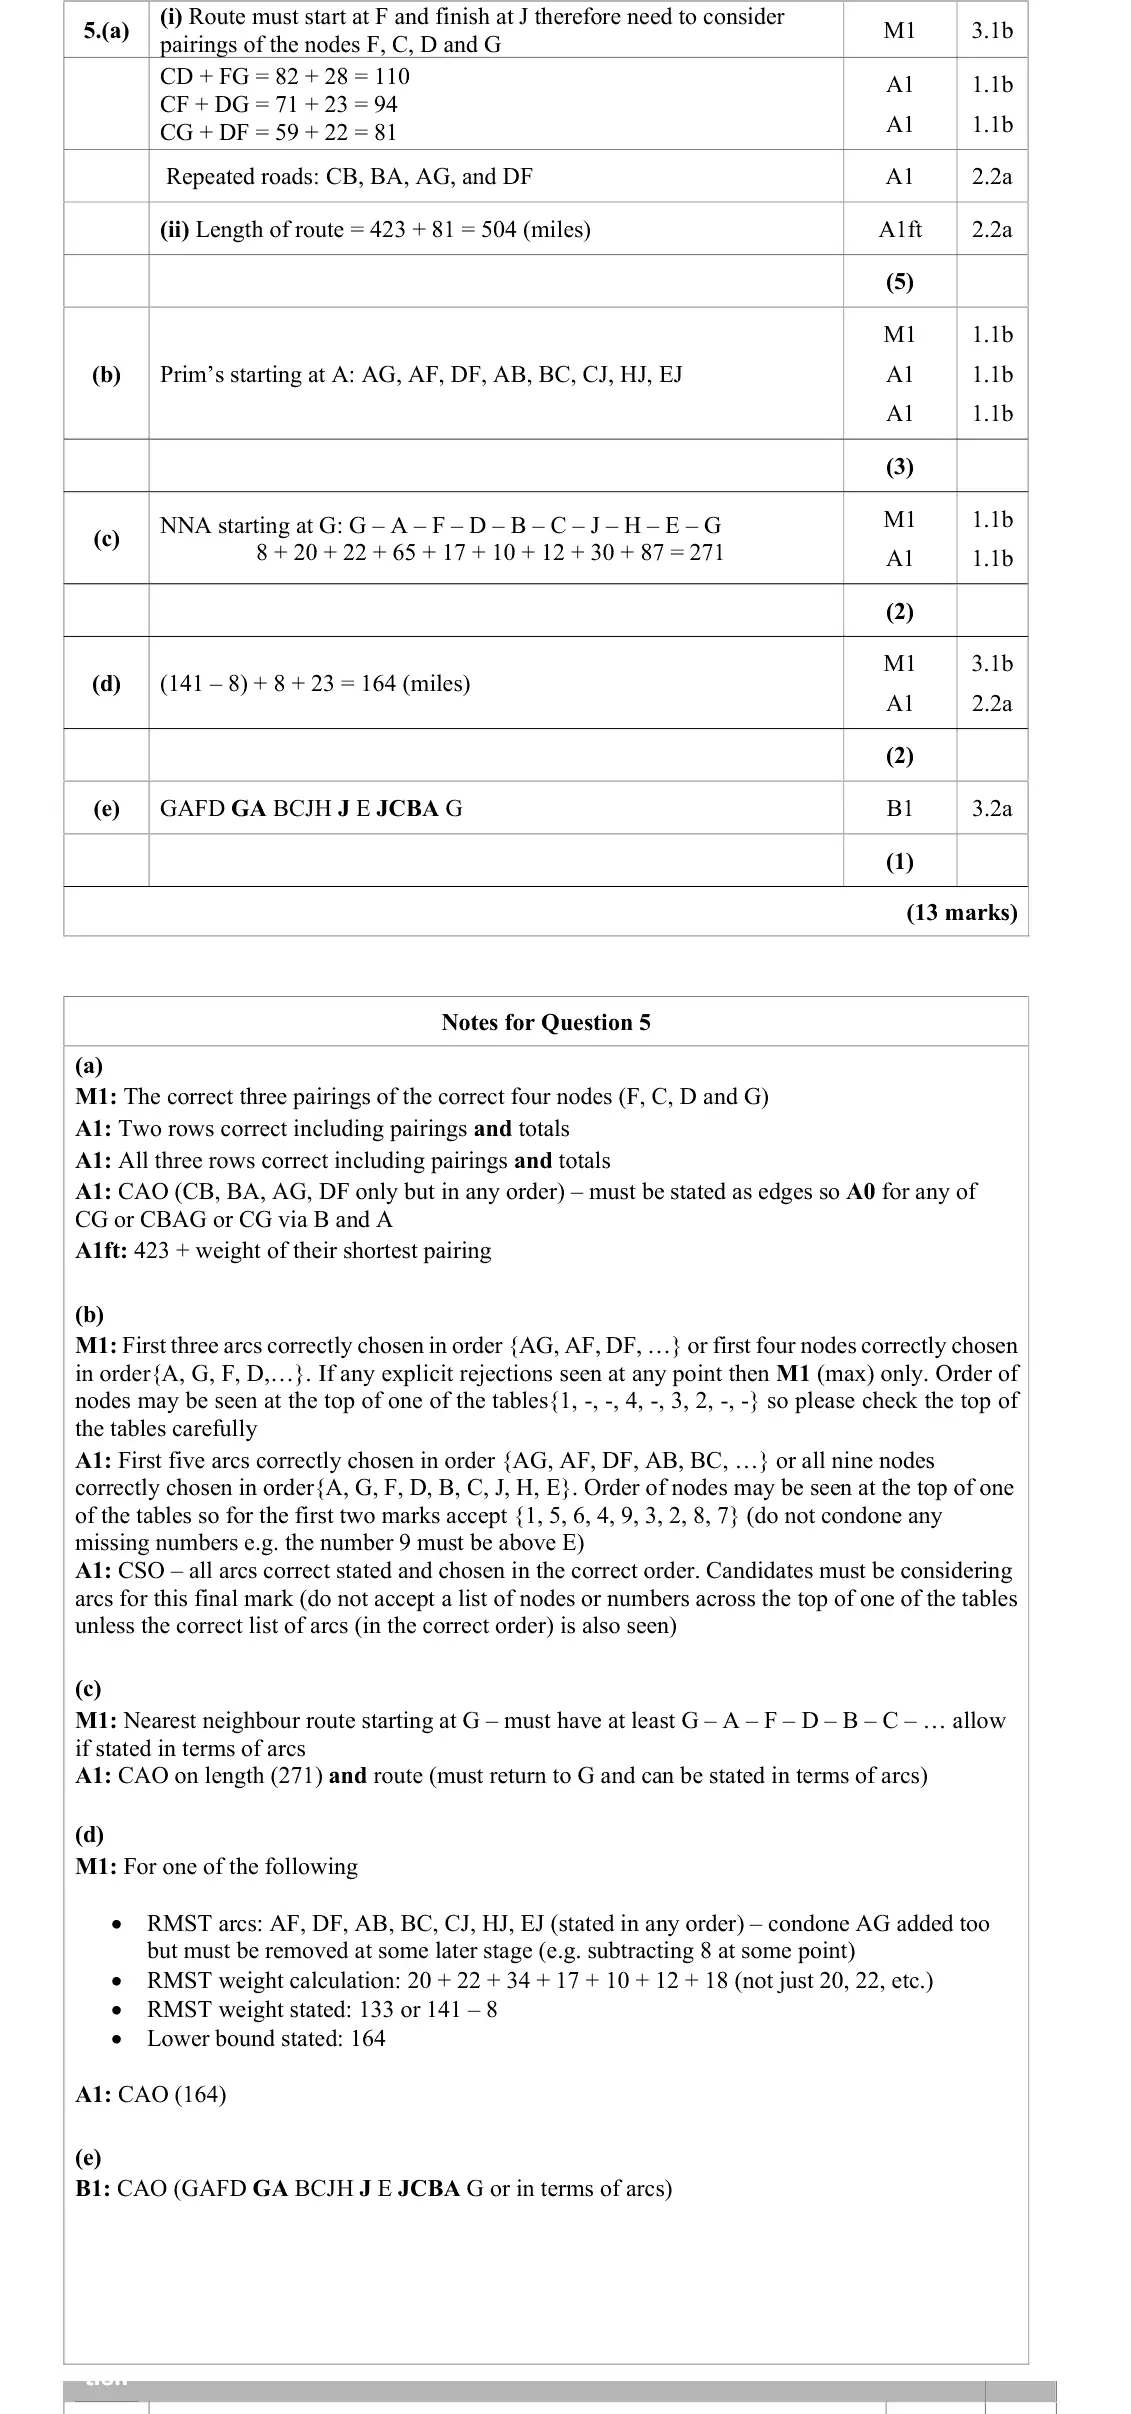 5.(a)
(i) Route must start at F and finish at J therefore need to consider
pairings of the nodes F, C, D and G
M1
3.1b
CD + FG = 82 + 28 = 110
CF + DG = 71 + 23 = 94
CG + DF = 59 + 22 = 81
A1
1.1b
A1
1.1b
Repeated roads: CB, BA, AG, and DF
A1
2.2a
(ii) Length of route = 423 + 81 = 504 (miles)
A1ft
2.2a
(5)
(b)
Prim’s starting at A: AG, AF, DF, AB, BC, CJ, HJ, EJ
M1
1.1b
A1
1.1b
A1
1.1b
(3)
(c)
NNA starting at G: G – A – F – D – B – C – J – H – E – G
8 + 20 + 22 + 65 + 17 + 10 + 12 + 30 + 87 = 271
M1
1.1b
A1
1.1b
(2)
(d)
(141 – 8) + 8 + 23 = 164 (miles)
M1
3.1b
A1
2.2a
(2)
(e)
GAFD GA BCJH J E JCBA G
B1
3.2a
(1)
(13 marks)
Notes for Question 5
(a)
M1: The correct three pairings of the correct four nodes (F, C, D and G)
A1: Two rows correct including pairings and totals
A1: All three rows correct including pairings and totals
A1: CAO (CB, BA, AG, DF only but in any order) – must be stated as edges so A0 for any of
CG or CBAG or CG via B and A
A1ft: 423 + weight of their shortest pairing
(b)
M1: First three arcs correctly chosen in order {AG, AF, DF, …} or first four nodes correctly chosen
in order{A, G, F, D,…}. If any explicit rejections seen at any point then M1 (max) only. Order of
nodes may be seen at the top of one of the tables{1, -, -, 4, -, 3, 2, -, -} so please check the top of
the tables carefully
A1: First five arcs correctly chosen in order {AG, AF, DF, AB, BC, …} or all nine nodes
correctly chosen in order{A, G, F, D, B, C, J, H, E}. Order of nodes may be seen at the top of one
of the tables so for the first two marks accept {1, 5, 6, 4, 9, 3, 2, 8, 7} (do not condone any
missing numbers e.g. the number 9 must be above E)
A1: CSO – all arcs correct stated and chosen in the correct order. Candidates must be considering
arcs for this final mark (do not accept a list of nodes or numbers across the top of one of the tables
unless the correct list of arcs (in the correct order) is also seen)
(c)
M1: Nearest neighbour route starting at G – must have at least G – A – F – D – B – C – … allow
if stated in terms of arcs
A1: CAO on length (271) and route (must return to G and can be stated in terms of arcs)
(d)
M1: For one of the following
• RMST arcs: AF, DF, AB, BC, CJ, HJ, EJ (stated in any order) – condone AG added too
but must be removed at some later stage (e.g. subtracting 8 at some point)
• RMST weight calculation: 20 + 22 + 34 + 17 + 10 + 12 + 18 (not just 20, 22, etc.)
• RMST weight stated: 133 or 141 – 8
• Lower bound stated: 164
A1: CAO (164)
(e)
B1: CAO (GAFD GA BCJH J E JCBA G or in terms of arcs)